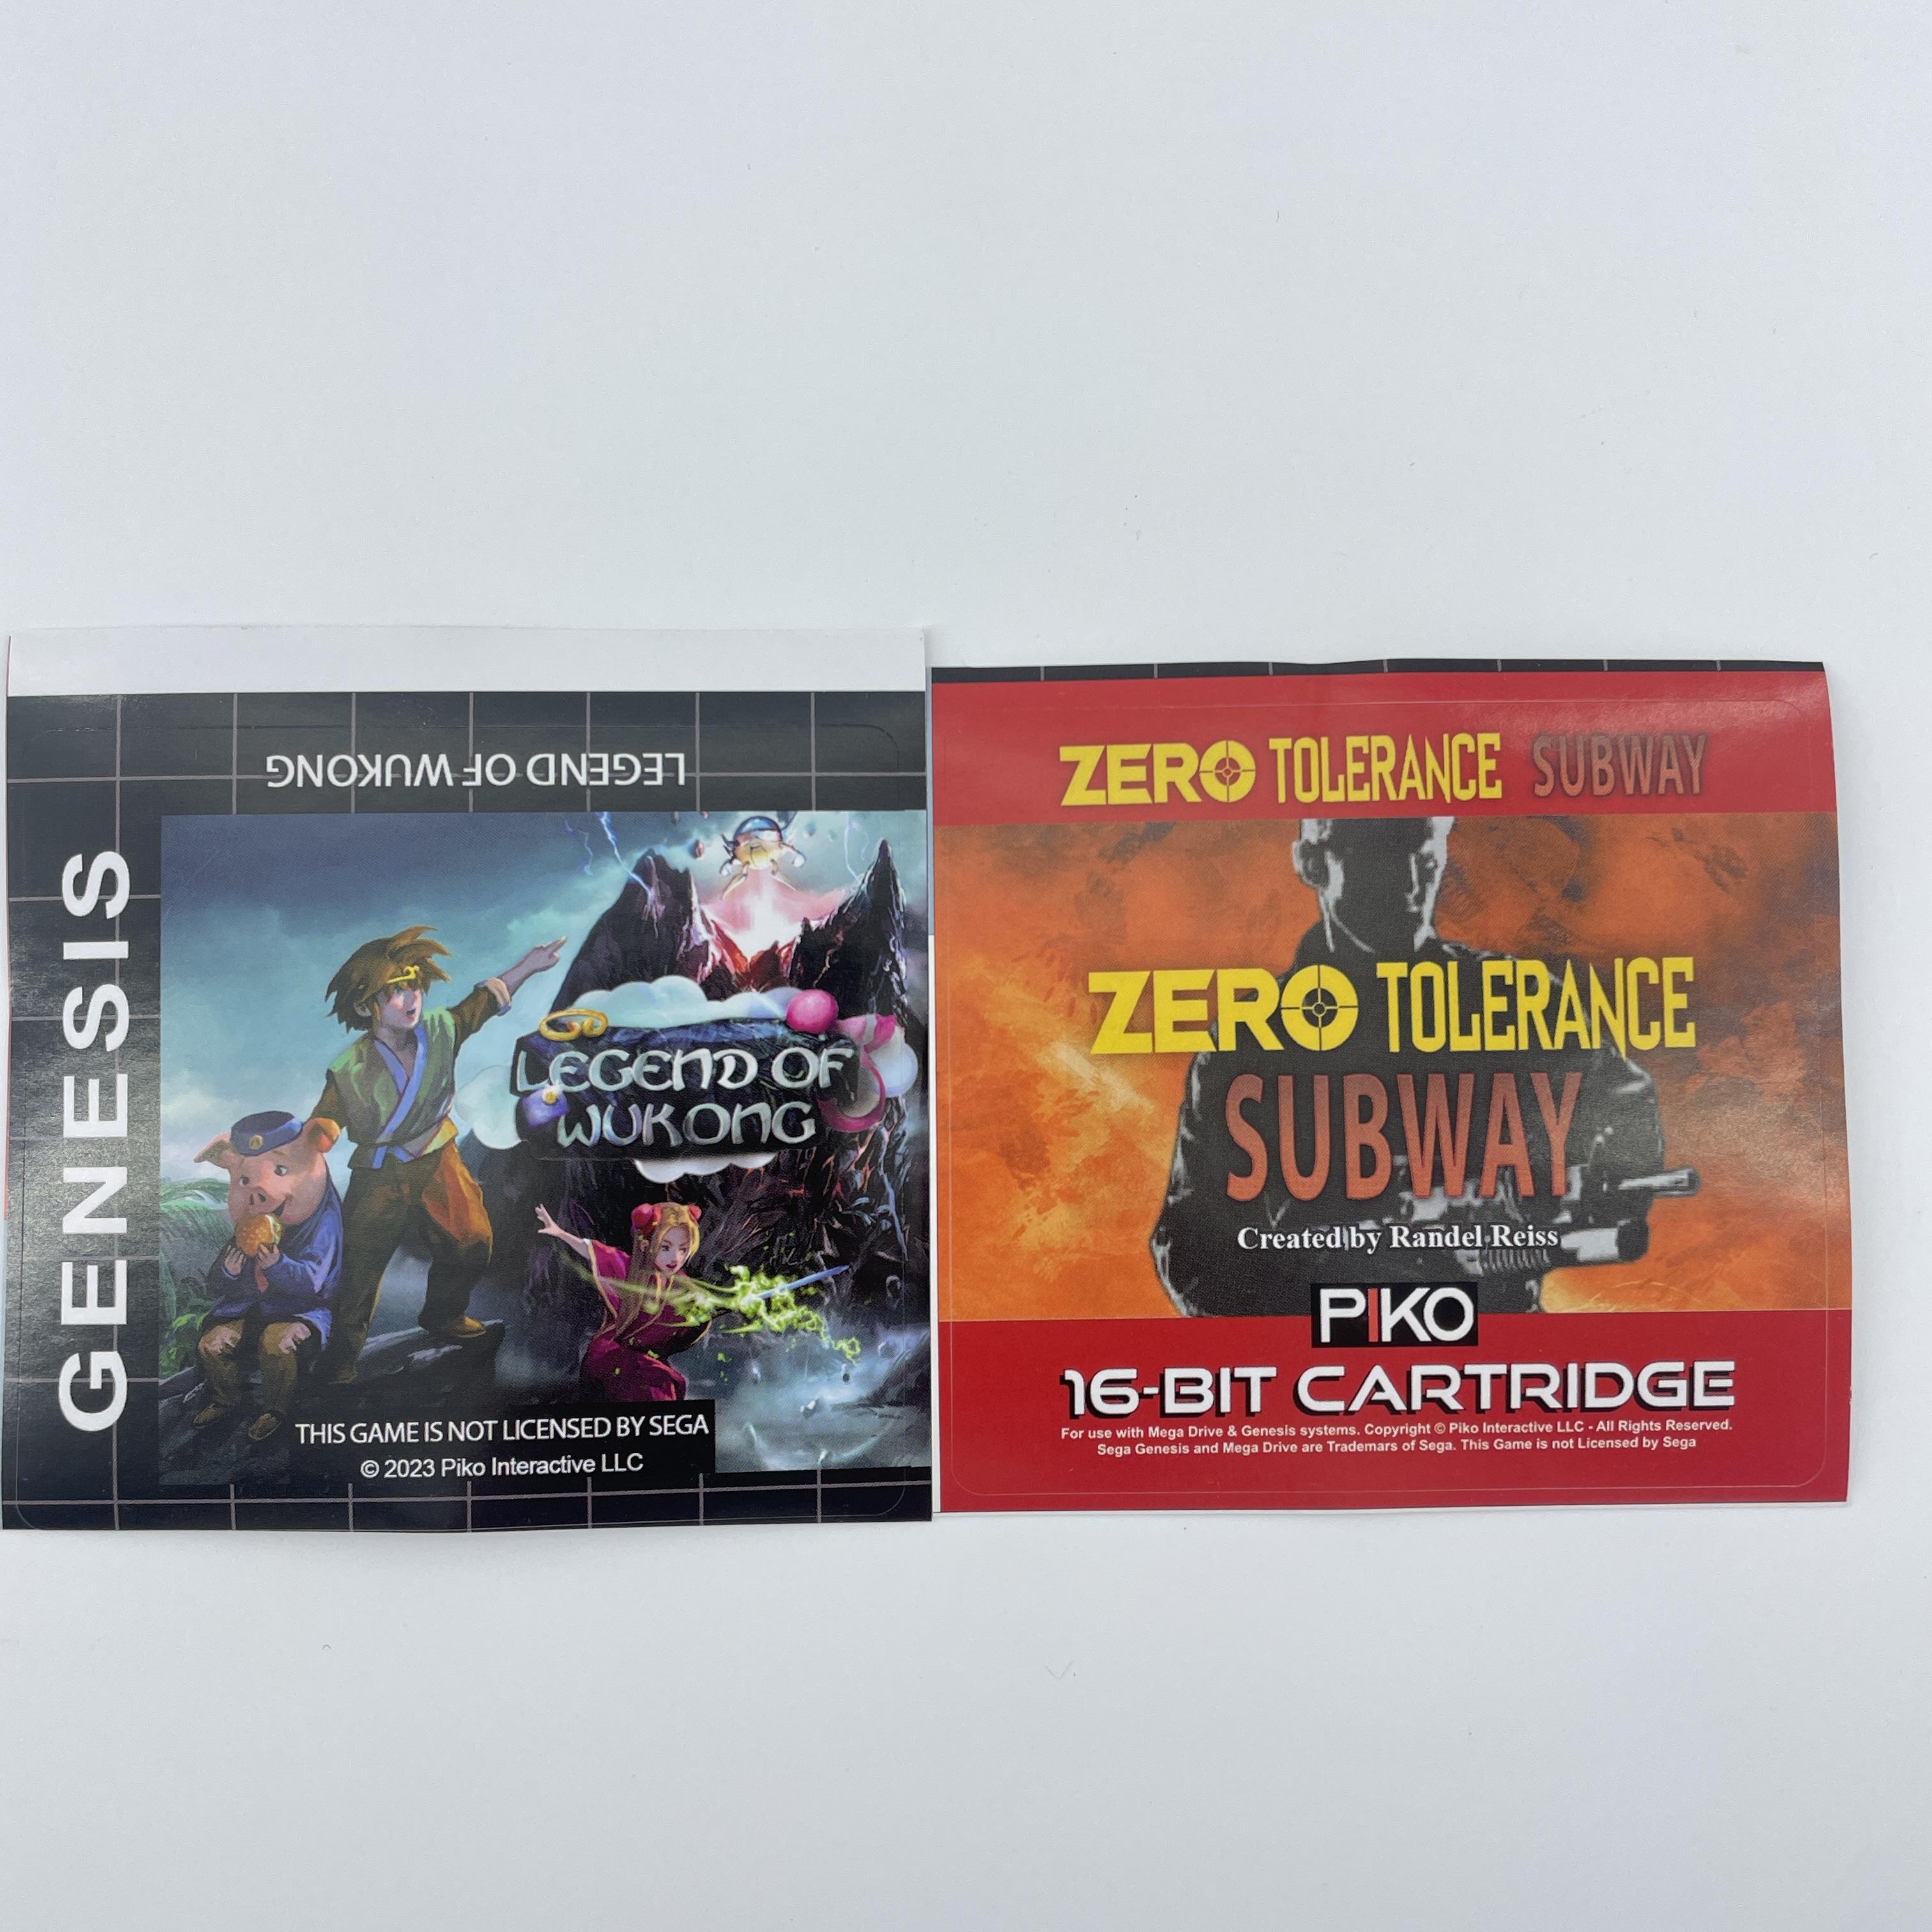 LEGEND OF WUKONG
GENESIS
LEGEND OF
WUKONG
THIS GAME IS NOT LICENSED BY SEGA
© 2023 Piko Interactive LLC
ZERO TOLERANCE SUBWAY
ZERO TOLERANCE
SUBWAY
Created by Randel Reiss
PIKO
16-BIT CARTRIDGE
For use with Mega Drive & Genesis systems. Copyright © Piko Interactive LLC - All Rights Reserved.
Sega Genesis and Mega Drive are Trademars of Sega. This Game is not Licensed by Sega